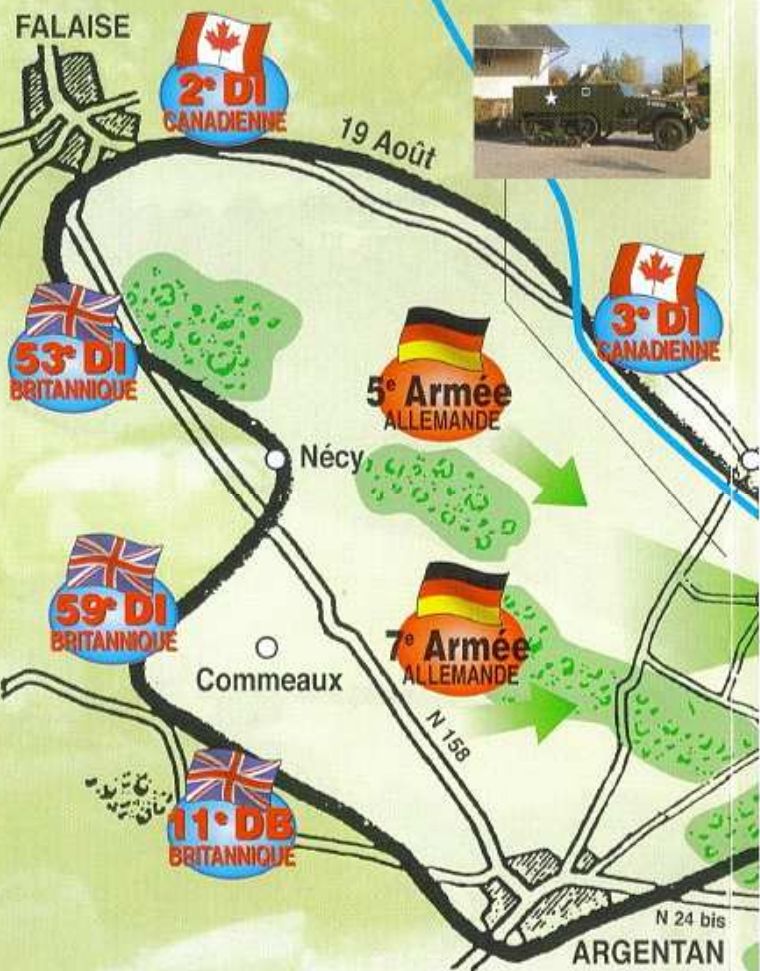 FALAISE
2e DI
CANADIENNE
19 Août
3e DI
CANADIENNE
53e DI
BRITANNIQUE
5e Armée
ALLEMANDE
Nécy
59e DI
BRITANNIQUE
7e Armée
ALLEMANDE
Commeaux
N 158
11e DB
BRITANNIQUE
N 24 bis
ARGENTAN